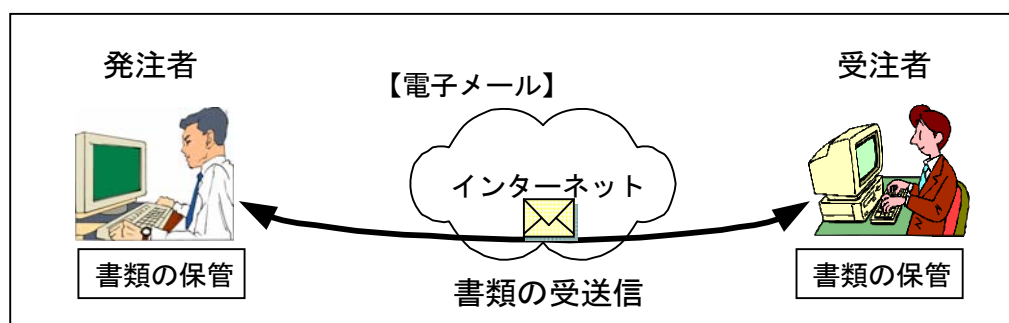 発注者
受注者
【電子メール】
インターネット
書類の保管
書類の受送信
書類の保管